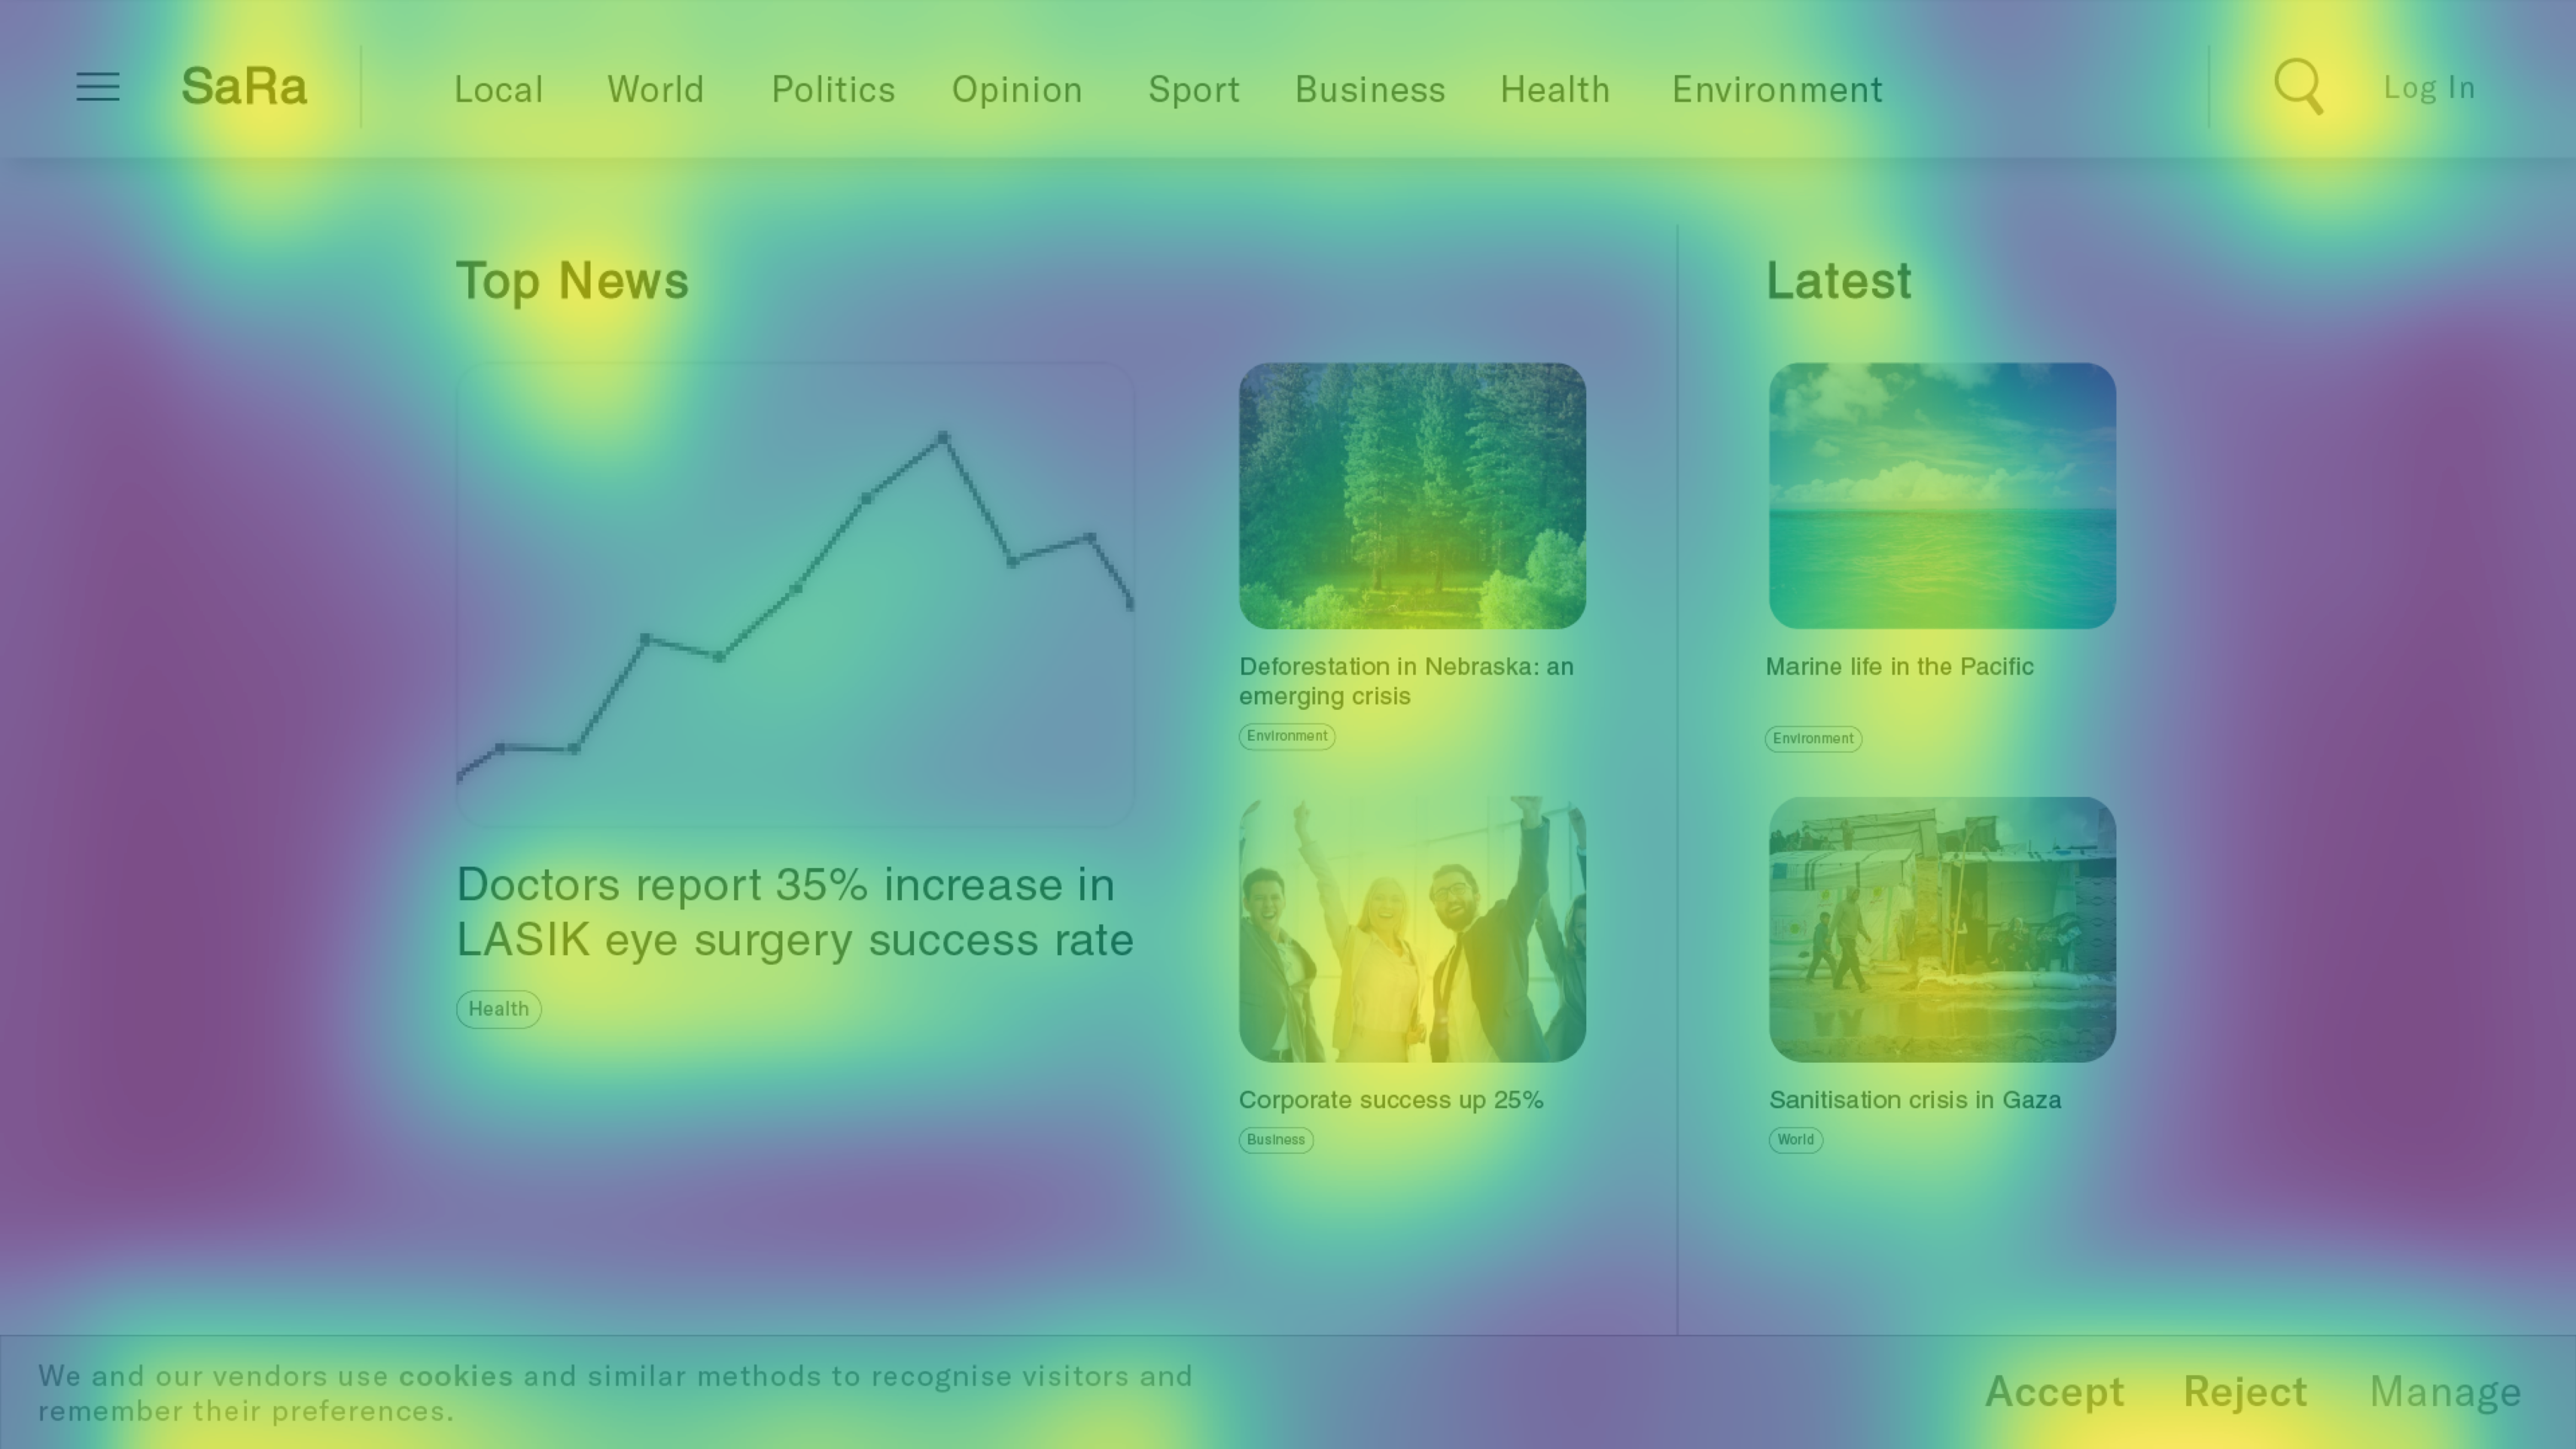 SaRa
Local
World
Politics
Opinion
Sport
Business
Health
Environment
Log In
Top News
Doctors report 35% increase in
LASIK eye surgery success rate
Health
Deforestation in Nebraska: an
emerging crisis
Environment
Corporate success up 25%
Business
Latest
Marine life in the Pacific
Environment
Sanitisation crisis in Gaza
World
We and our vendors use cookies and similar methods to recognise visitors and
remember their preferences.
Accept
Reject
Manage